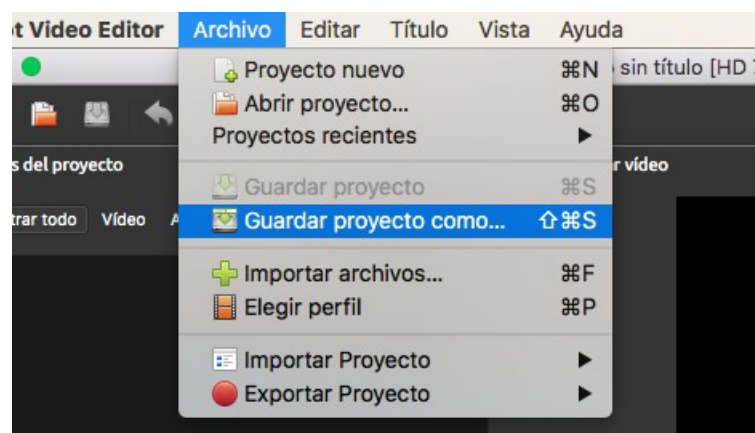 t Video Editor Archivo Editar Título Vista Ayuda
Proyecto nuevo ⌘N
sin título [HD
Abrir proyecto... ⌘O
Proyectos recientes ▶
s del proyecto
r vídeo
Guardar proyecto ⌘S
trar todo Vídeo A
Guardar proyecto como... ⇧⌘S
Importar archivos... ⌘F
Elegir perfil ⌘P
Importar Proyecto ▶
Exportar Proyecto ▶